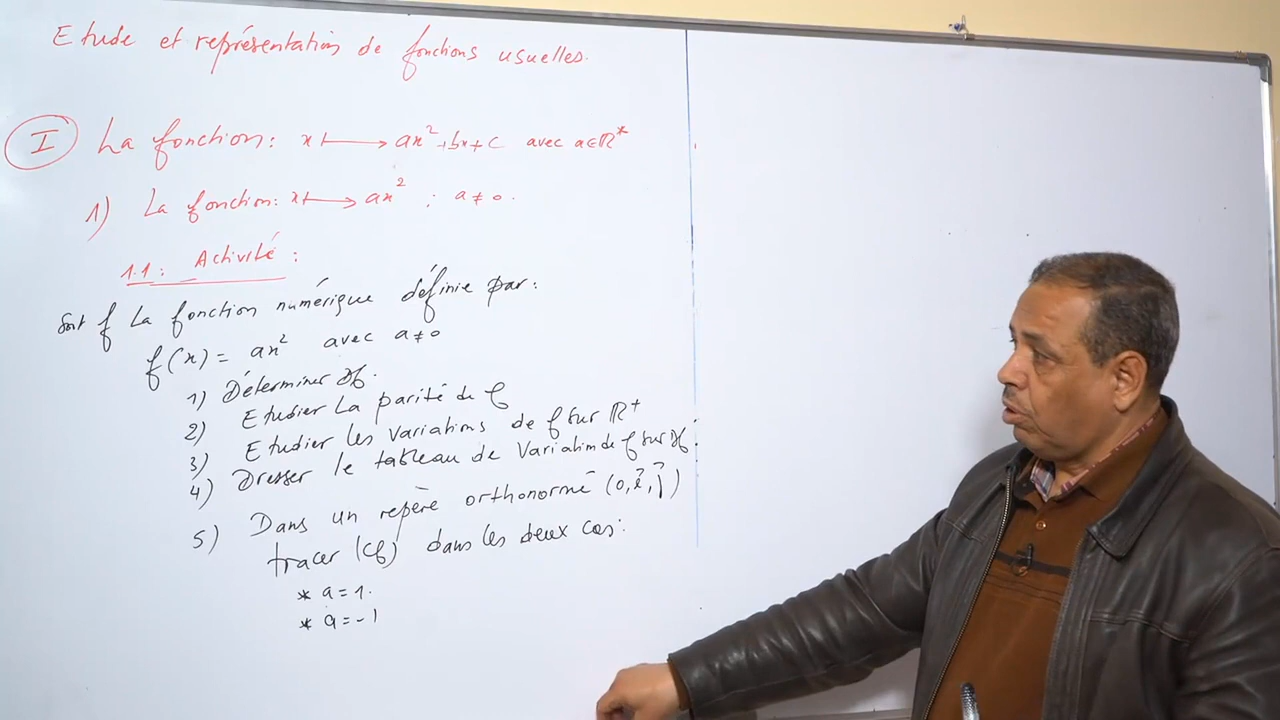 Etude et représentation de fonctions usuelles.
I La fonction: x ⟼ ax²+bx+c avec a∈ℝ*
1) La fonction: x ⟼ ax² ; a≠0.
1.1: Activité :
Soit f la fonction numérique définie par:
f(x) = ax² avec a≠0
1) Déterminer Df.
2) Etudier la parité de f
3) Etudier les variations de f sur ℝ⁺
4) Dresser le tableau de variation de f sur Df.
5) Dans un repère orthonormé (O,i⃗,j⃗)
tracer (Cf) dans les deux cas:
* a=1.
* a=-1